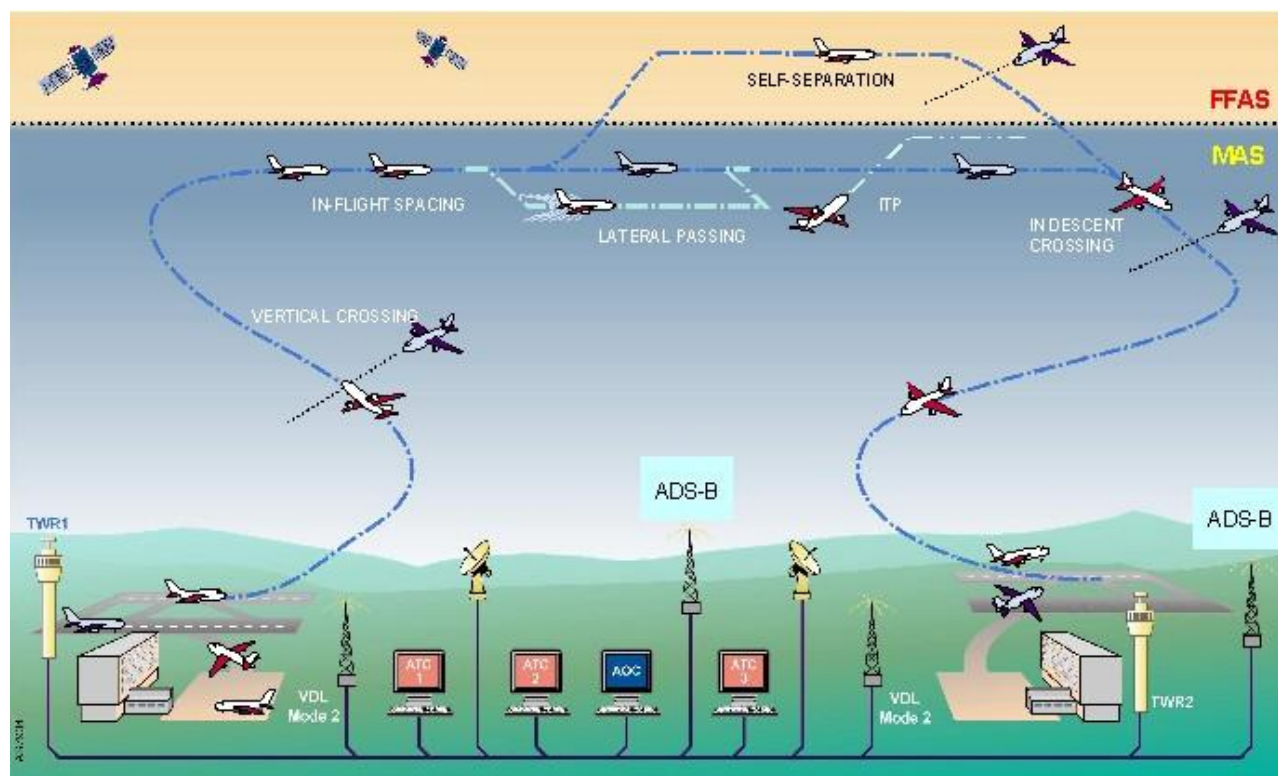 SELF-SEPARATION
FFAS
MAS
IN-FLIGHT SPACING
ITP
LATERAL PASSING
IN DESCENT
CROSSING
VERTICAL CROSSING
ADS-B
ADS-B
TWR1
ATC
1
ATC
2
AOC
ATC
3
VDL
Mode 2
VDL
Mode 2
TWR2